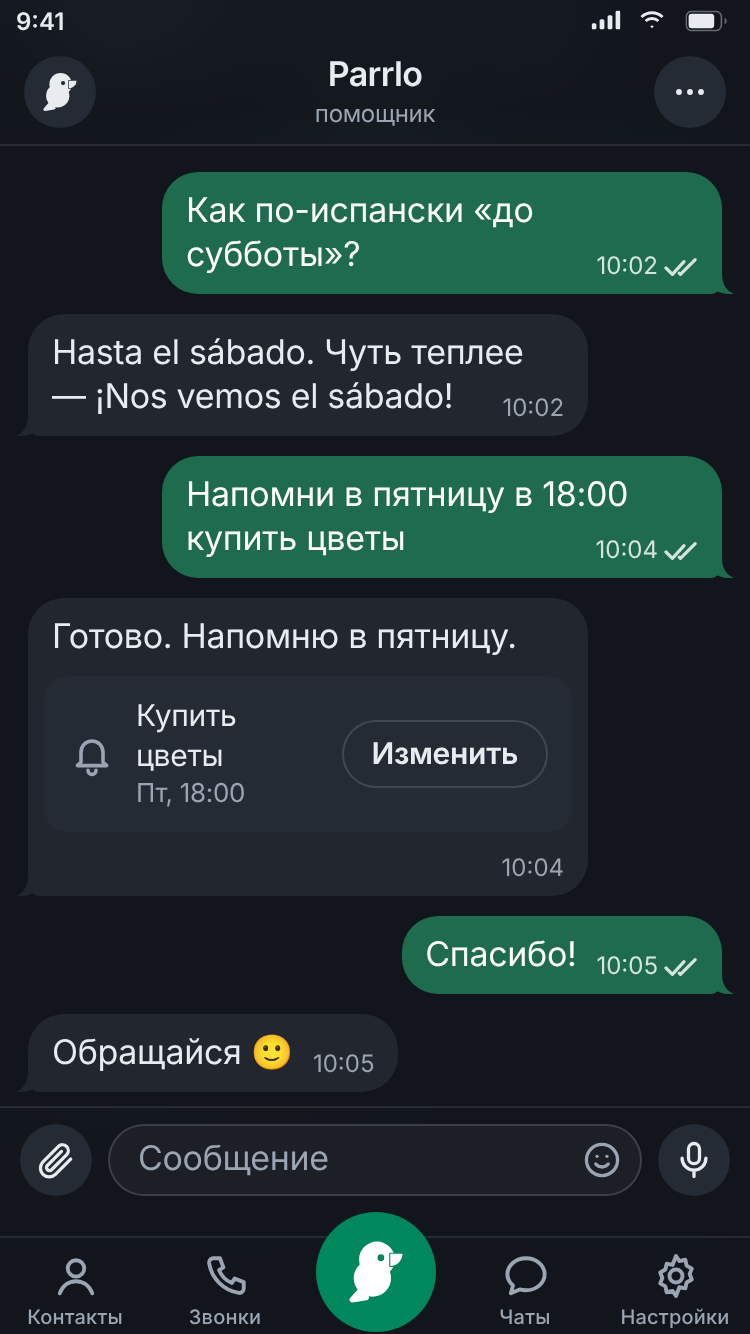 9:41
Parrlo
помощник
Как по-испански «до
субботы»?
10:02
Hasta el sábado. Чуть теплее
— ¡Nos vemos el sábado!
10:02
Напомни в пятницу в 18:00
купить цветы
10:04
Готово. Напомню в пятницу.
Купить
цветы
Пт, 18:00
Изменить
10:04
Спасибо! 10:05
Обращайся 🙂 10:05
Сообщение
Контакты Звонки Чаты Настройки